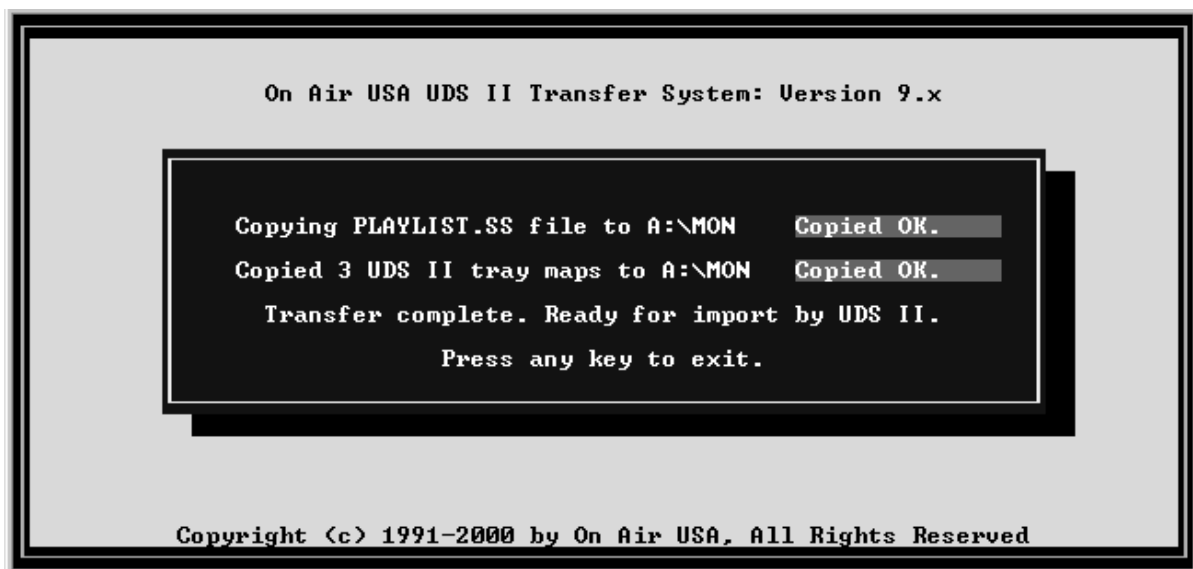 On Air USA UDS II Transfer System: Version 9.x
Copying PLAYLIST.SS file to A:\MON Copied OK.
Copied 3 UDS II tray maps to A:\MON Copied OK.
Transfer complete. Ready for import by UDS II.
Press any key to exit.
Copyright (c) 1991-2000 by On Air USA, All Rights Reserved